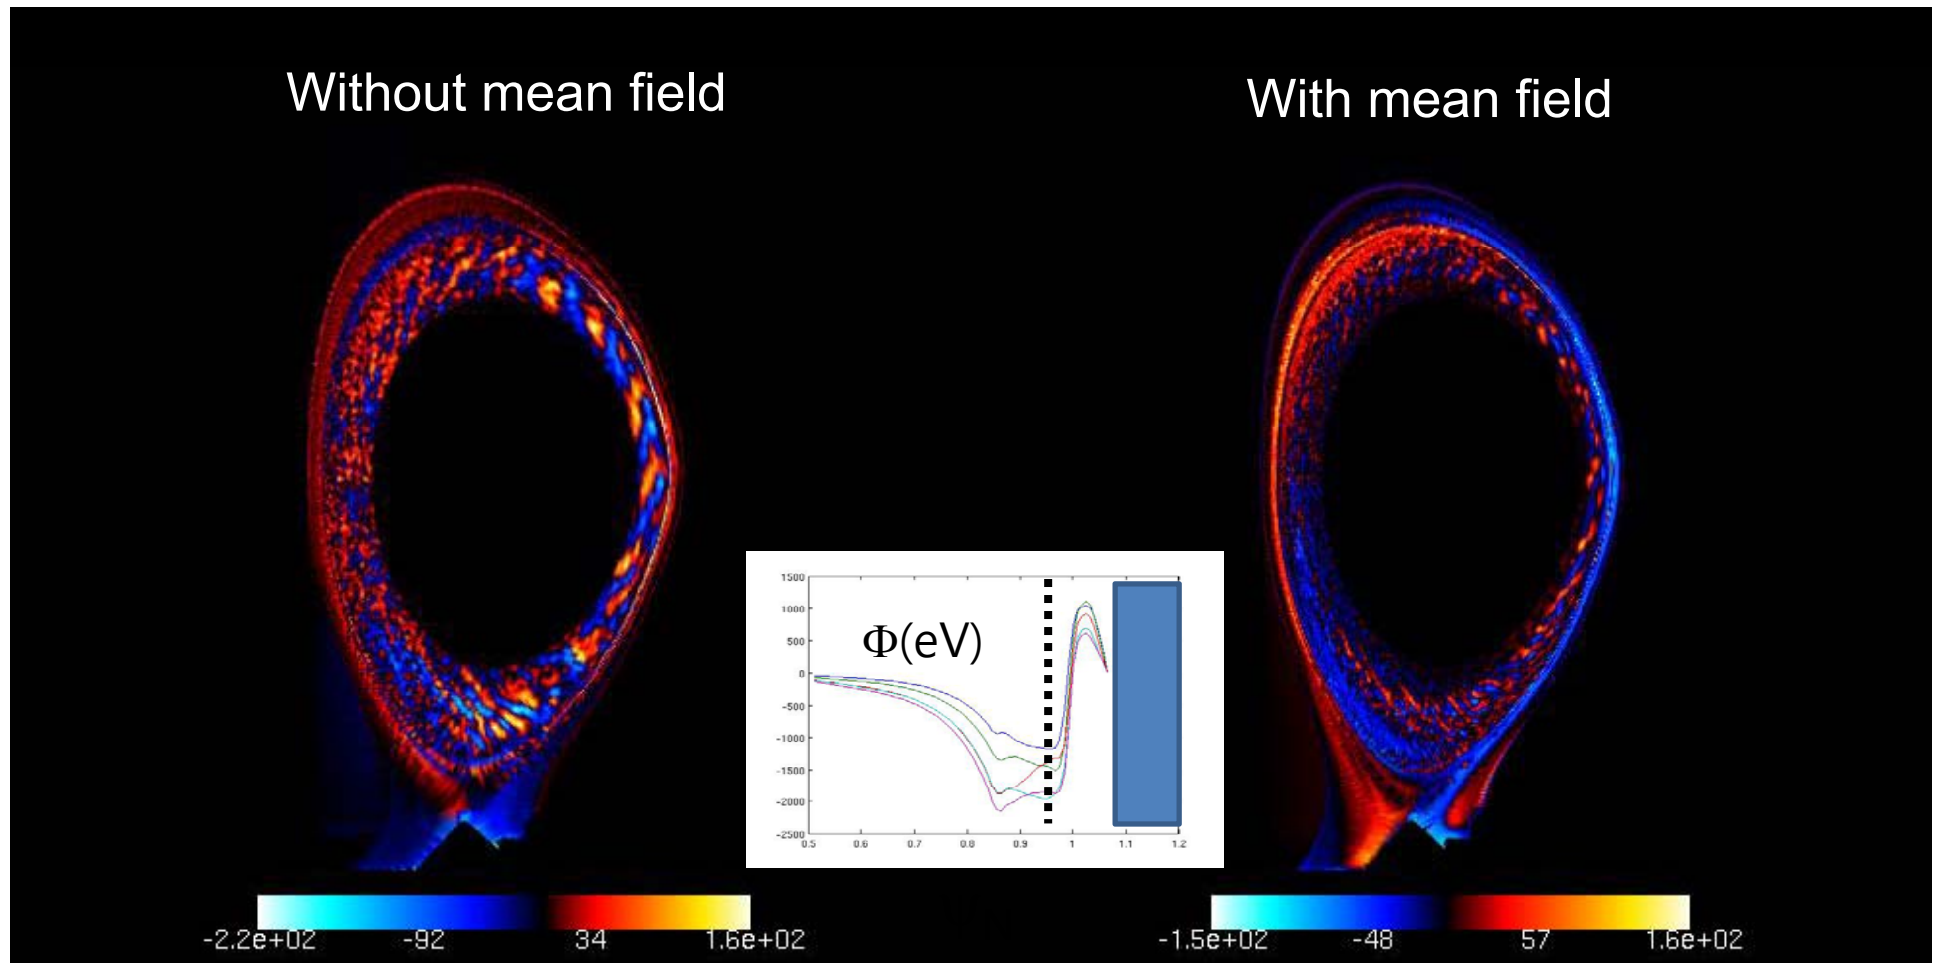 Without mean field
With mean field
Φ(eV)
1500
1000
500
0
-500
-1000
-1500
-2000
-2500
0.5 0.6 0.7 0.8 0.9 1 1.1 1.2
-2.2e+02 -92 34 1.6e+02
-1.5e+02 -48 57 1.6e+02